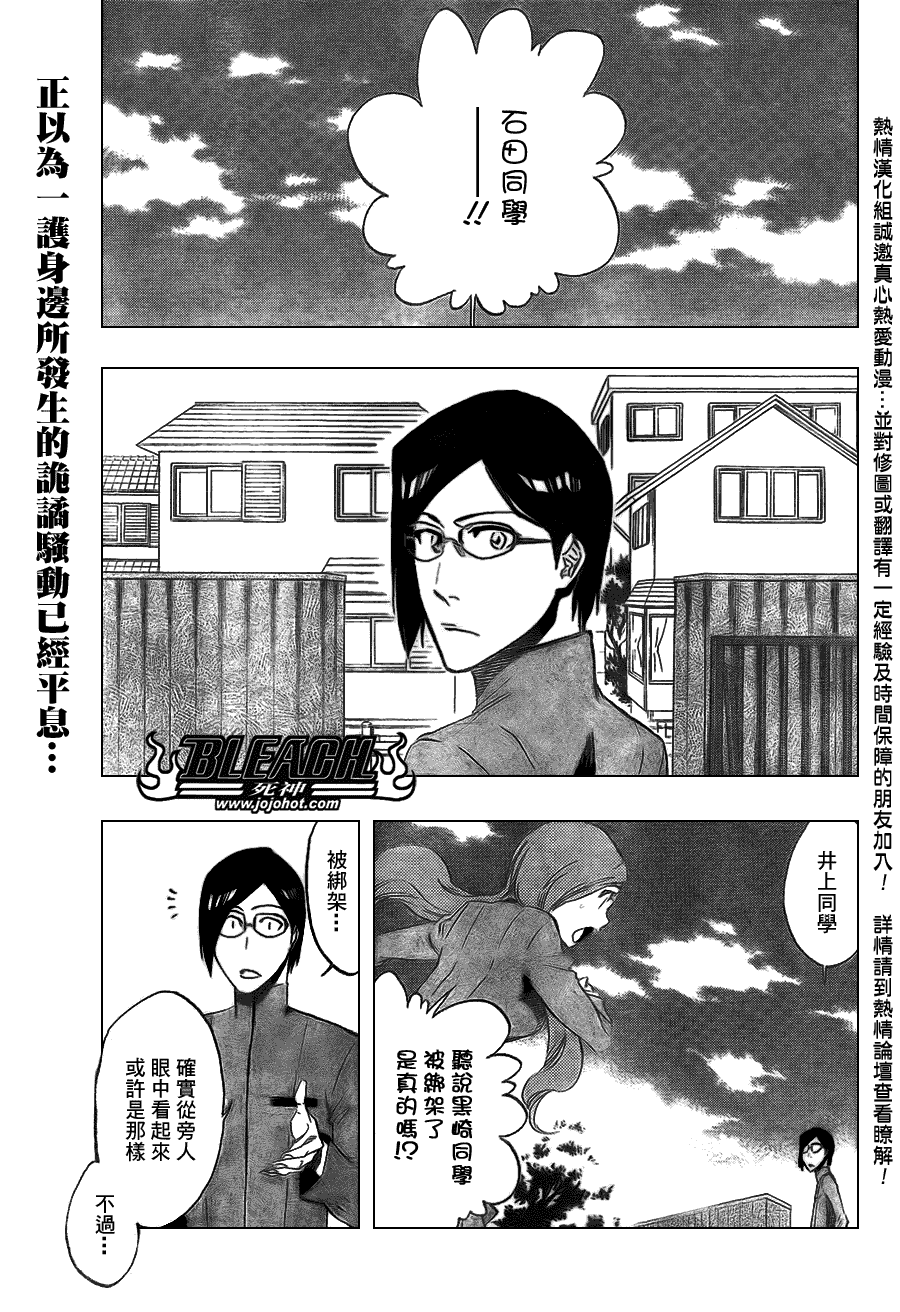 熱情漢化組誠邀真心熱愛動漫…並對修圖或翻譯有一定經驗及時間保障的朋友加入！ 詳情請到熱情論壇查看瞭解！
石田同學
——!!
正以為一護身邊所發生的詭譎騷動已經平息…
BLEACH
死神
www.jojohot.com
井上同學
聽說黑崎同學
被綁架了
是真的嗎!?
被綁架…
確實從旁人
眼中看起來
或許是那樣
不過…